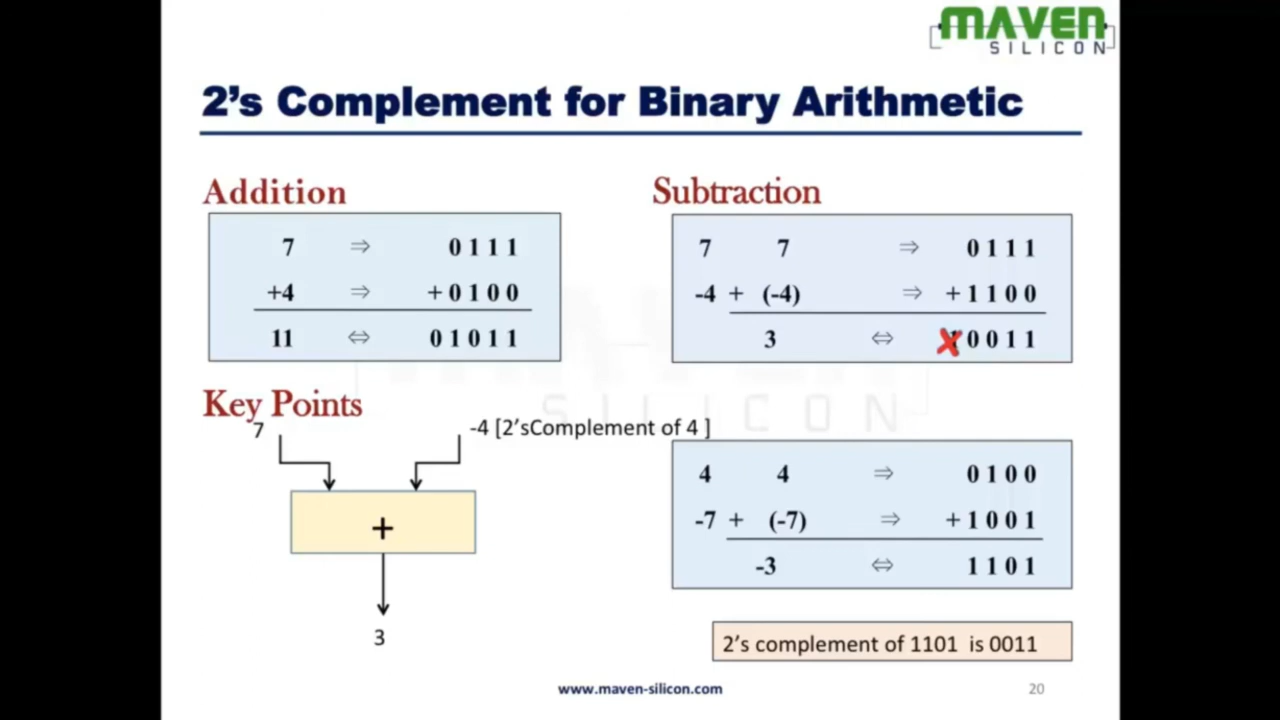 MAVEN
SILICON
2's Complement for Binary Arithmetic
Addition
7 ⇒ 0 1 1 1
+4 ⇒ + 0 1 0 0
11 ⇔ 0 1 0 1 1
Subtraction
7 7 ⇒ 0 1 1 1
-4 + (-4) ⇒ + 1 1 0 0
3 ⇔ 1 0 0 1 1
Key Points
7
-4 [2'sComplement of 4 ]
+
3
4 4 ⇒ 0 1 0 0
-7 + (-7) ⇒ + 1 0 0 1
-3 ⇔ 1 1 0 1
2's complement of 1101 is 0011
SILICON
www.maven-silicon.com
20